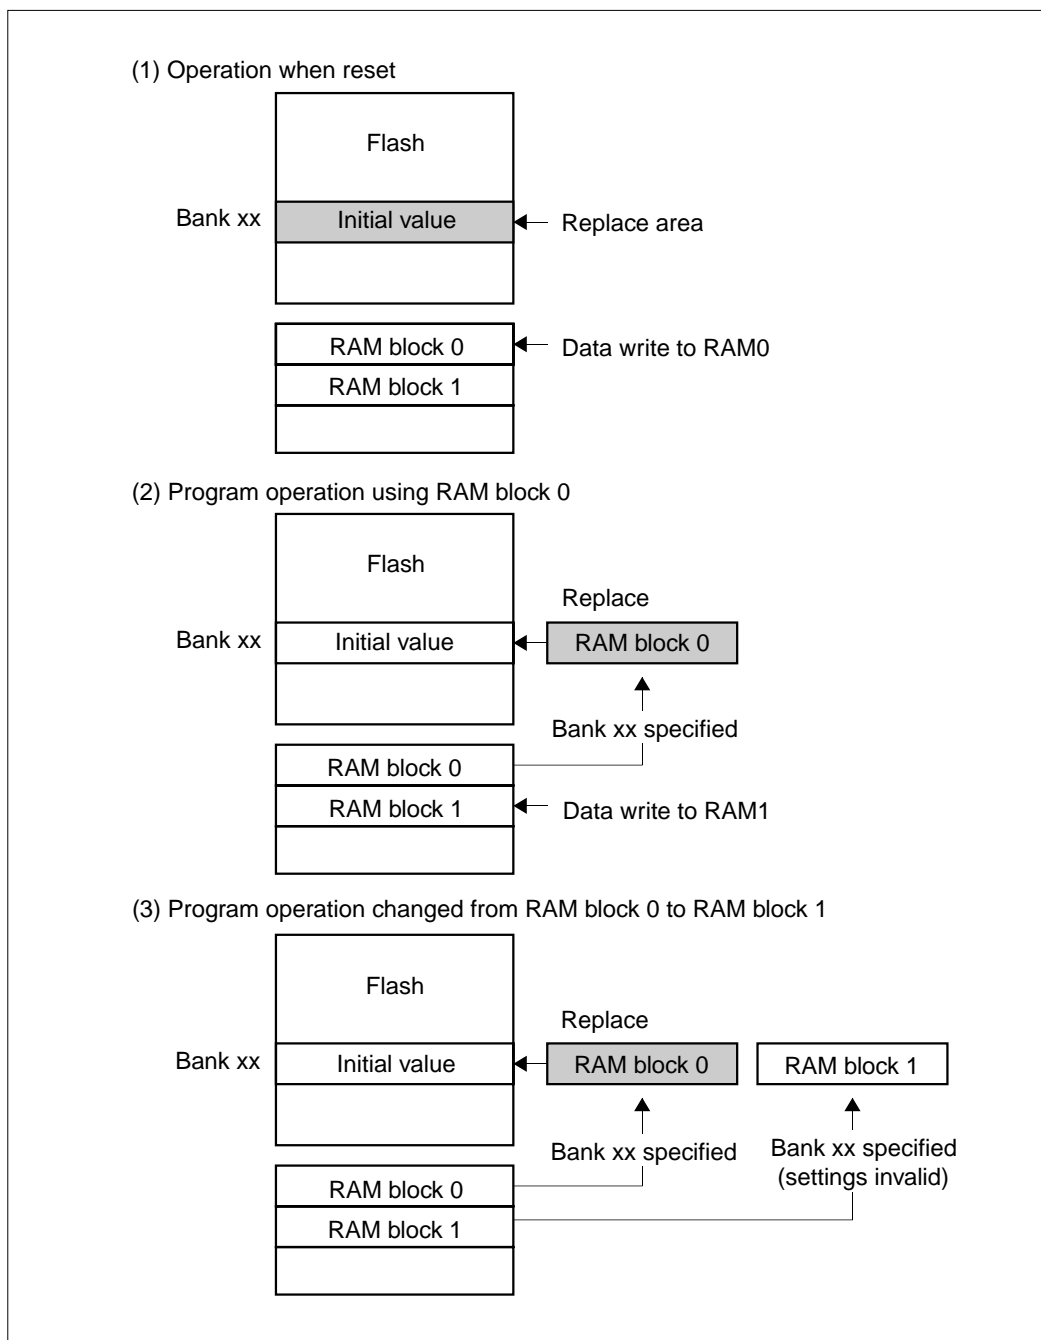 (1) Operation when reset
Flash
Bank xx
Initial value
Replace area
RAM block 0
Data write to RAM0
RAM block 1
(2) Program operation using RAM block 0
Flash
Replace
Bank xx
Initial value
RAM block 0
Bank xx specified
RAM block 0
RAM block 1
Data write to RAM1
(3) Program operation changed from RAM block 0 to RAM block 1
Flash
Replace
Bank xx
Initial value
RAM block 0
RAM block 1
Bank xx specified
Bank xx specified
(settings invalid)
RAM block 0
RAM block 1